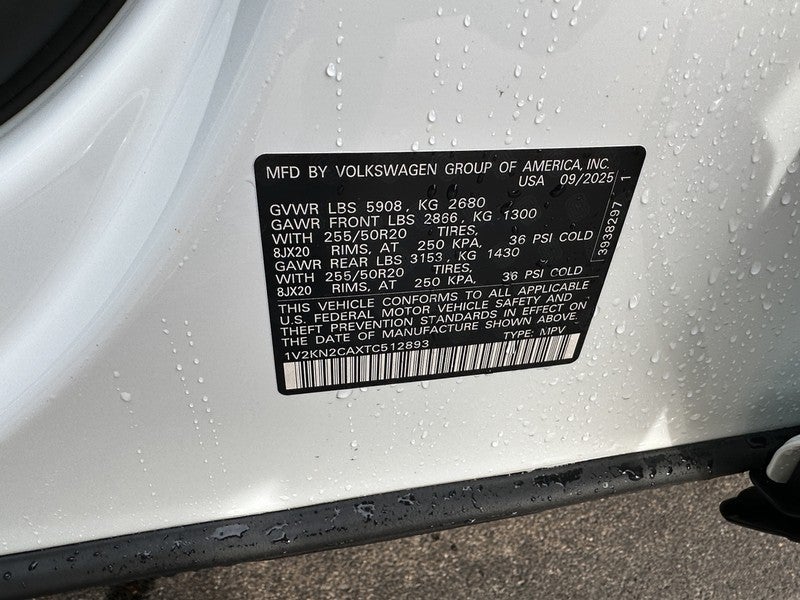 MFD BY VOLKSWAGEN GROUP OF AMERICA, INC.
USA 09/2025
GVWR LBS 5908, KG 2680
GAWR FRONT LBS 2866, KG 1300
WITH 255/50R20 TIRES,
8JX20 RIMS, AT 250 KPA, 36 PSI COLD
GAWR REAR LBS 3153, KG 1430
WITH 255/50R20 TIRES,
8JX20 RIMS, AT 250 KPA, 36 PSI COLD
THIS VEHICLE CONFORMS TO ALL APPLICABLE
U.S. FEDERAL MOTOR VEHICLE SAFETY AND
THEFT PREVENTION STANDARDS IN EFFECT ON
THE DATE OF MANUFACTURE SHOWN ABOVE.
1V2KN2CAXTC512893 TYPE: MPV
3938297 1